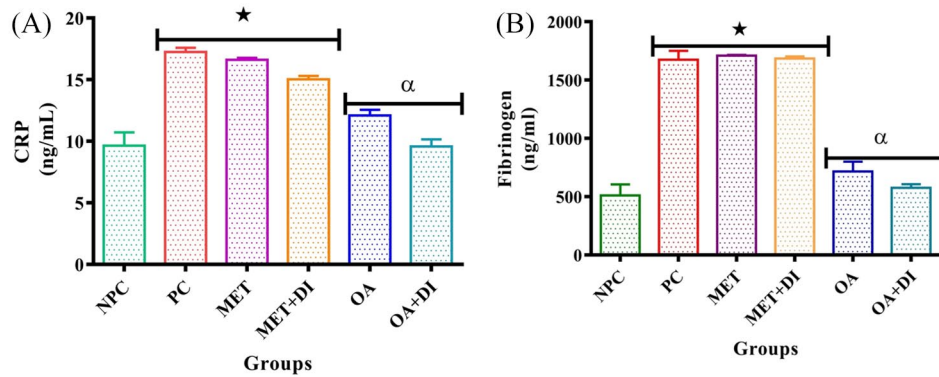 (A)
CRP
(ng/mL)
20
15
10
5
0
★
α
NPC
PC
MET
MET+DI
OA
OA+DI
Groups
(B)
Fibrinogen
(ng/ml)
2000
1500
1000
500
0
★
α
NPC
PC
MET
MET+DI
OA
OA+DI
Groups